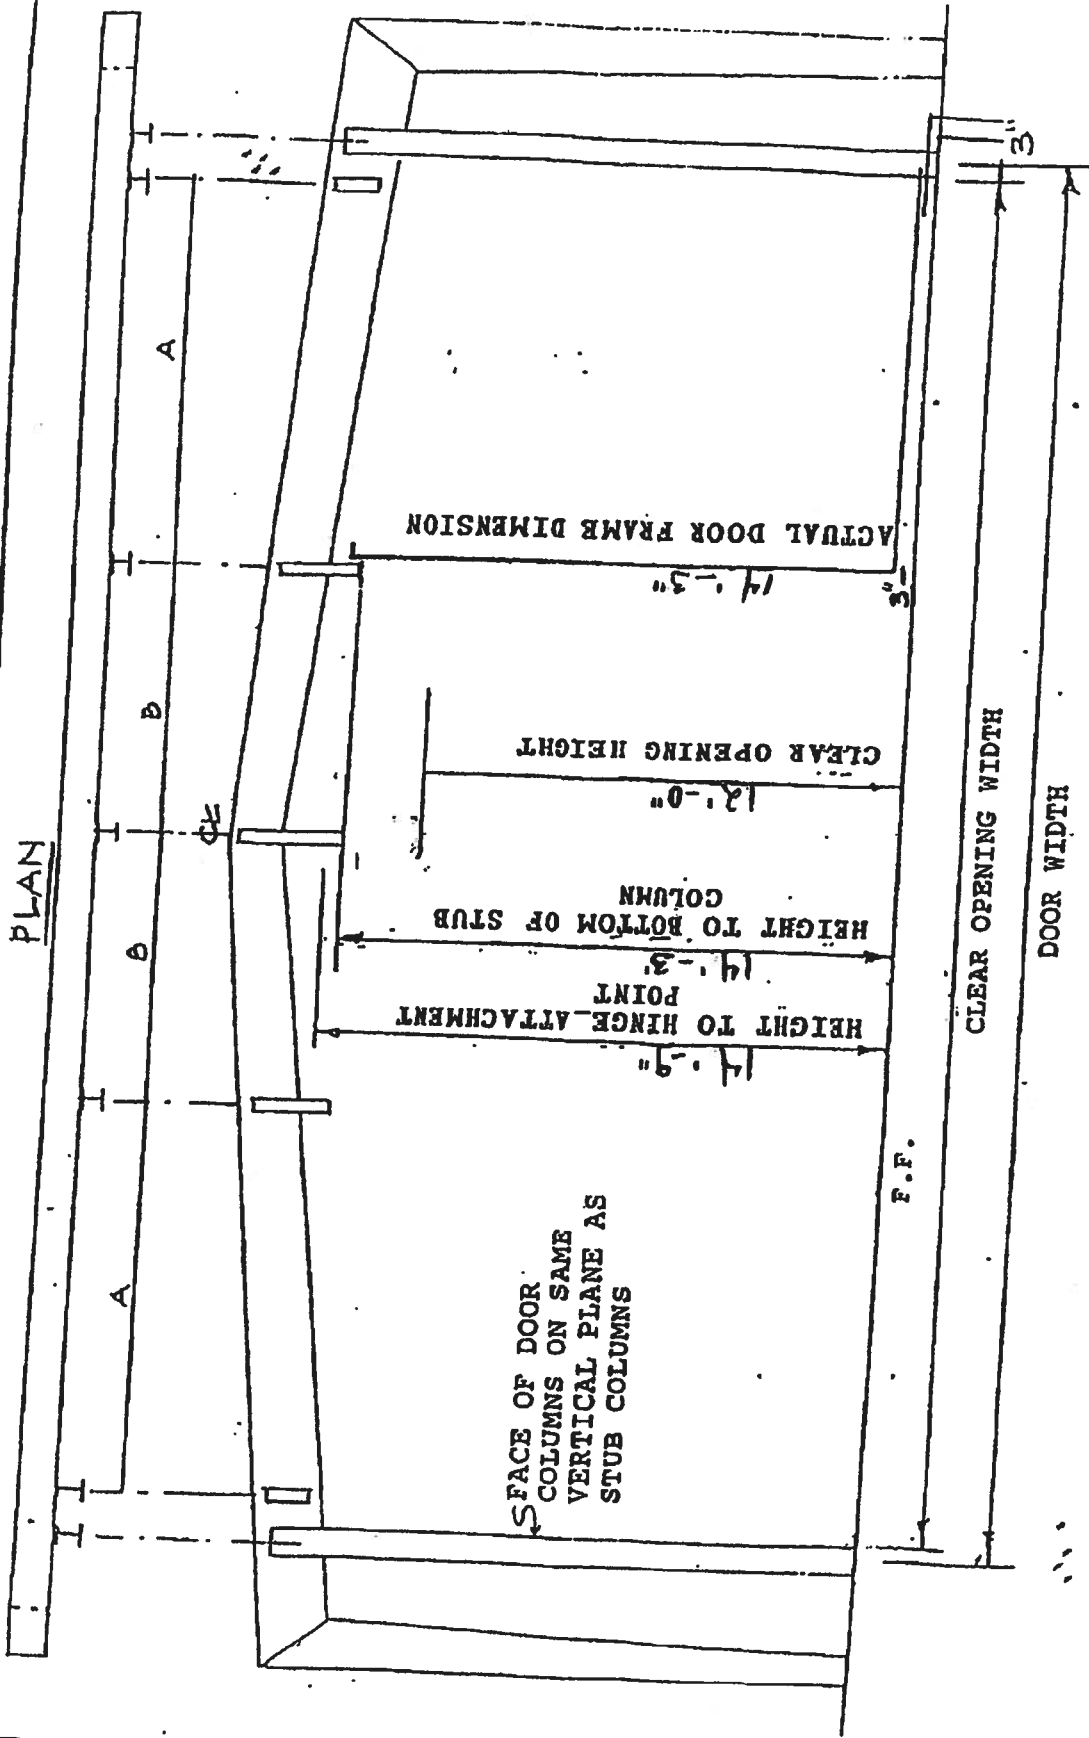 PLAN
A
B
B
A
CL
SFACE OF DOOR
COLUMNS ON SAME
VERTICAL PLANE AS
STUB COLUMNS
HEIGHT TO HINGE ATTACHMENT
POINT
14'-9"
HEIGHT TO BOTTOM OF STUB
COLUMN
14'-3'
CLEAR OPENING HEIGHT
12'-0"
ACTUAL DOOR FRAME DIMENSION
14'-3"
3"
F.F.
3"
CLEAR OPENING WIDTH
DOOR WIDTH